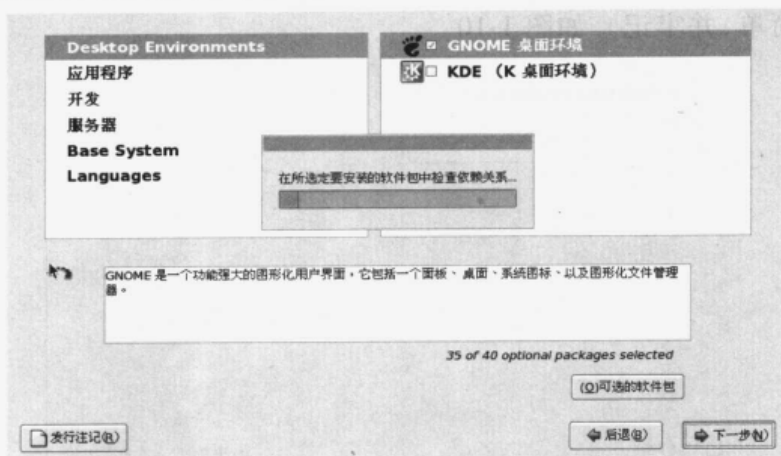 Desktop Environments
应用程序
开发
服务器
Base System
Languages
GNOME 桌面环境
KDE （K 桌面环境）
在所选定要安装的软件包中检查依赖关系...
GNOME 是一个功能强大的图形化用户界面，它包括一个面板、桌面、系统图标、以及图形化文件管理
器。
35 of 40 optional packages selected
(O)可选的软件包
发行注记(R)
后退(B)
下一步(N)